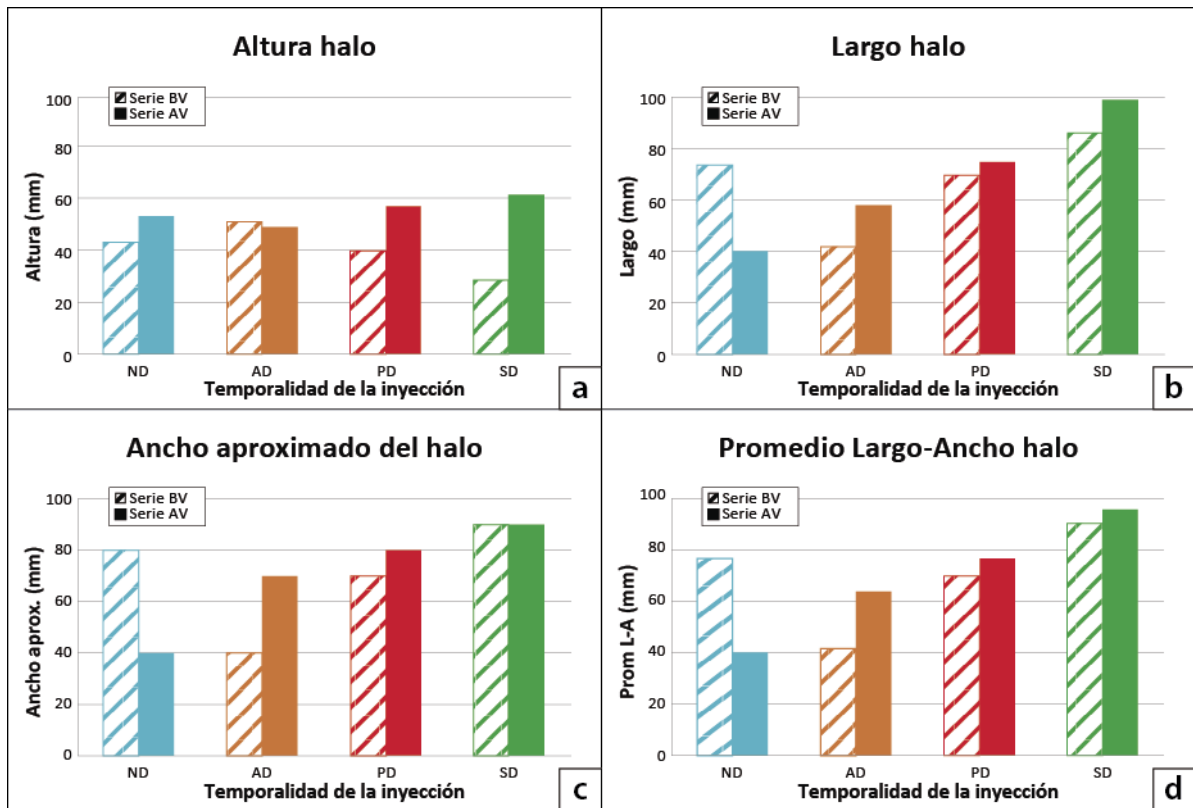 Altura halo
Serie BV
Serie AV
100
80
60
40
20
0
Altura (mm)
ND AD PD SD
Temporalidad de la inyección
a
Largo halo
Serie BV
Serie AV
100
80
60
40
20
0
Largo (mm)
ND AD PD SD
Temporalidad de la inyección
b
Ancho aproximado del halo
Serie BV
Serie AV
100
80
60
40
20
0
Ancho aprox. (mm)
ND AD PD SD
Temporalidad de la inyección
c
Promedio Largo-Ancho halo
Serie BV
Serie AV
100
80
60
40
20
0
Prom L-A (mm)
ND AD PD SD
Temporalidad de la inyección
d